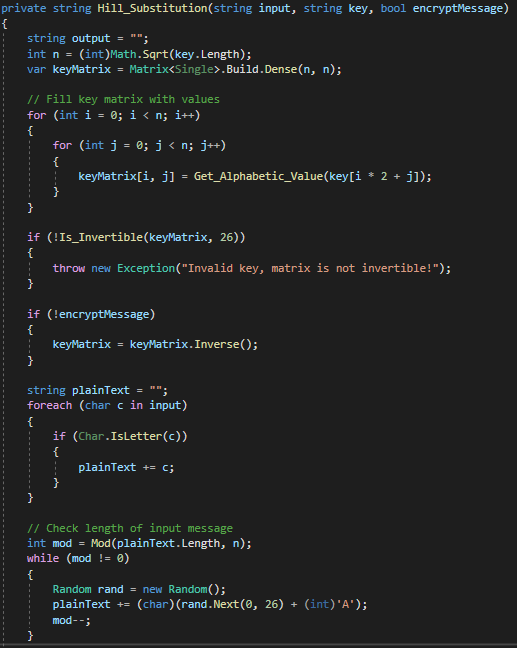 private string Hill_Substitution(string input, string key, bool encryptMessage)
{
    string output = "";
    int n = (int)Math.Sqrt(key.Length);
    var keyMatrix = Matrix<Single>.Build.Dense(n, n);

    // Fill key matrix with values
    for (int i = 0; i < n; i++)
    {
        for (int j = 0; j < n; j++)
        {
            keyMatrix[i, j] = Get_Alphabetic_Value(key[i * 2 + j]);
        }
    }

    if (!Is_Invertible(keyMatrix, 26))
    {
        throw new Exception("Invalid key, matrix is not invertible!");
    }

    if (!encryptMessage)
    {
        keyMatrix = keyMatrix.Inverse();
    }

    string plainText = "";
    foreach (char c in input)
    {
        if (Char.IsLetter(c))
        {
            plainText += c;
        }
    }

    // Check length of input message
    int mod = Mod(plainText.Length, n);
    while (mod != 0)
    {
        Random rand = new Random();
        plainText += (char)(rand.Next(0, 26) + (int)'A');
        mod--;
    }